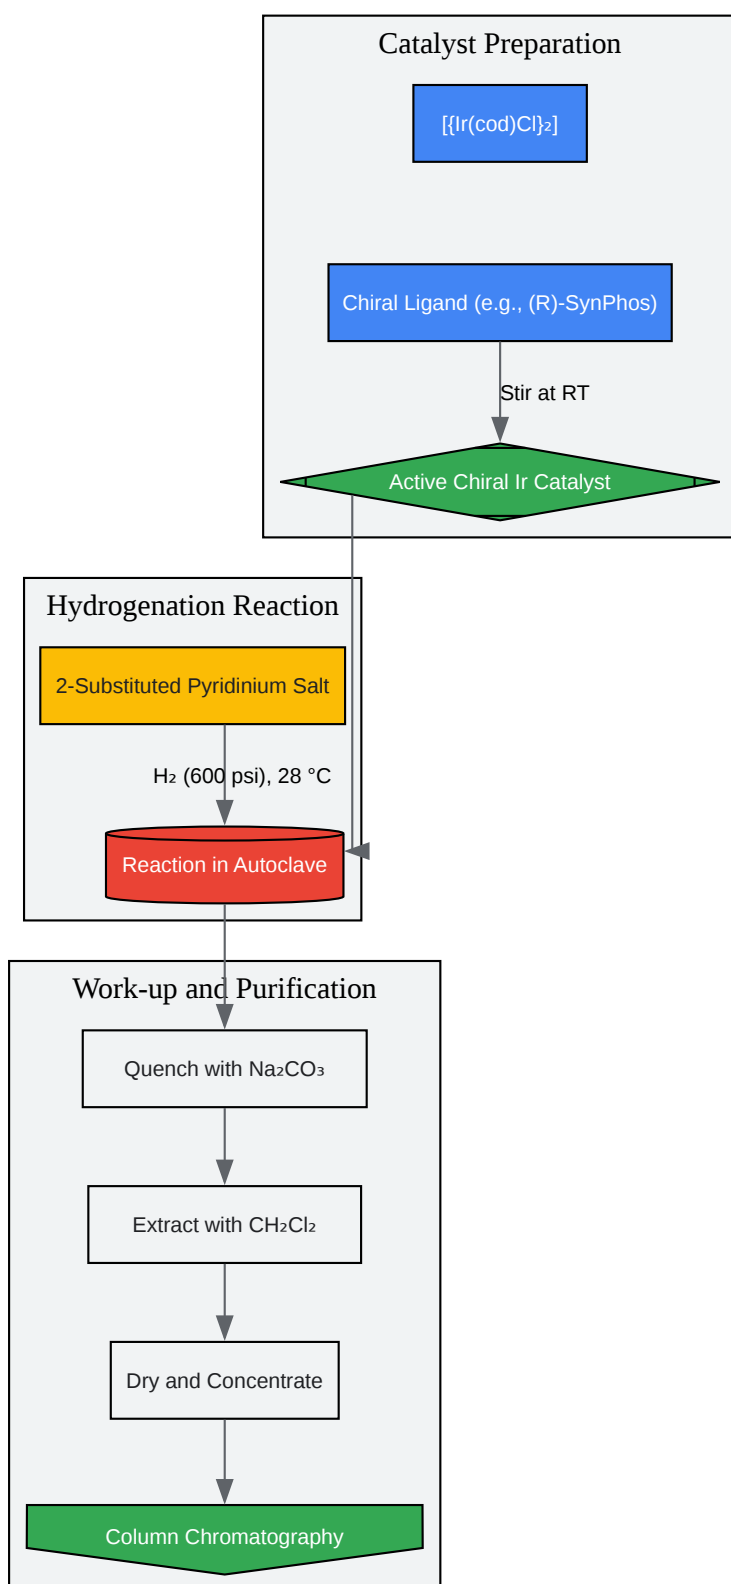 Catalyst Preparation
[{Ir(cod)Cl}₂]
Chiral Ligand (e.g., (R)-SynPhos)
Stir at RT
Active Chiral Ir Catalyst
Hydrogenation Reaction
2-Substituted Pyridinium Salt
H₂ (600 psi), 28 °C
Reaction in Autoclave
Work-up and Purification
Quench with Na₂CO₃
Extract with CH₂Cl₂
Dry and Concentrate
Column Chromatography